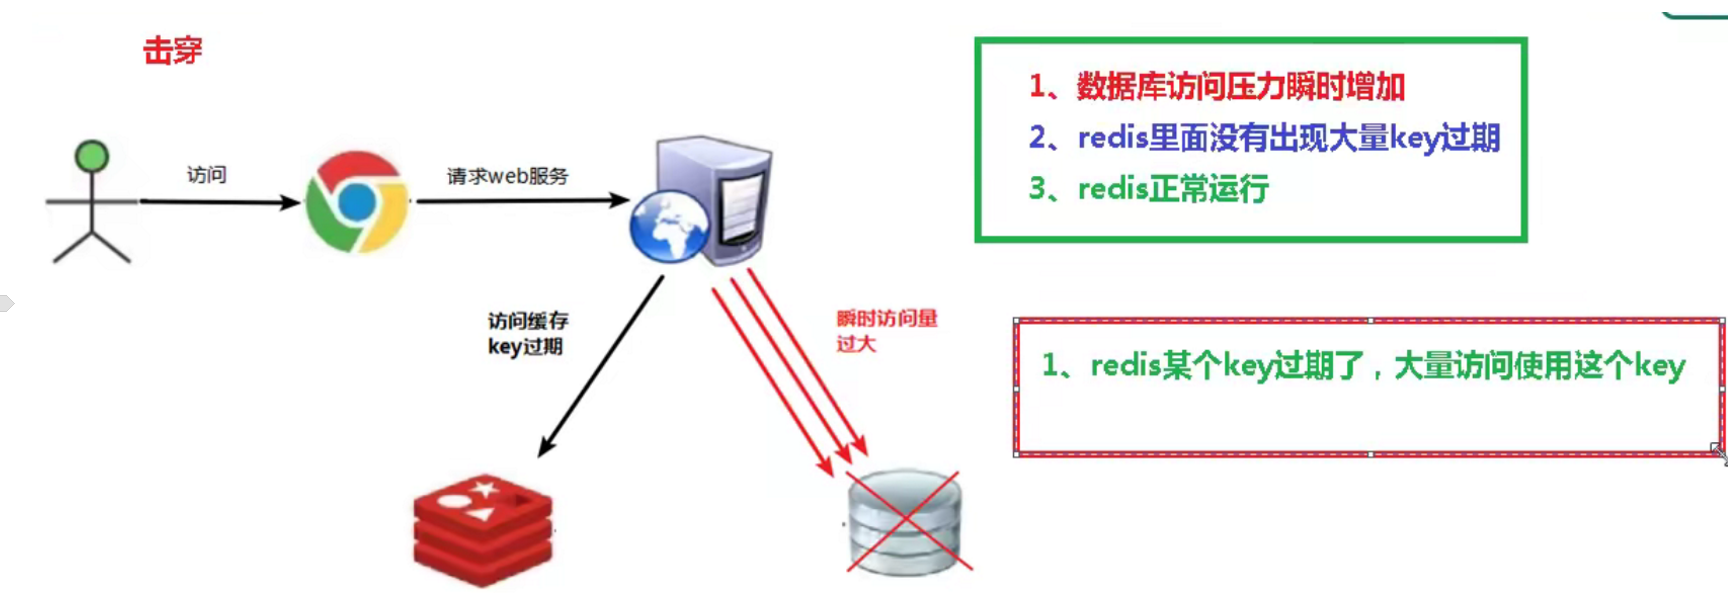 击穿
访问
请求web服务
访问缓存
key过期
瞬时访问量
过大
1、数据库访问压力瞬时增加
2、redis里面没有出现大量key过期
3、redis正常运行
1、redis某个key过期了，大量访问使用这个key